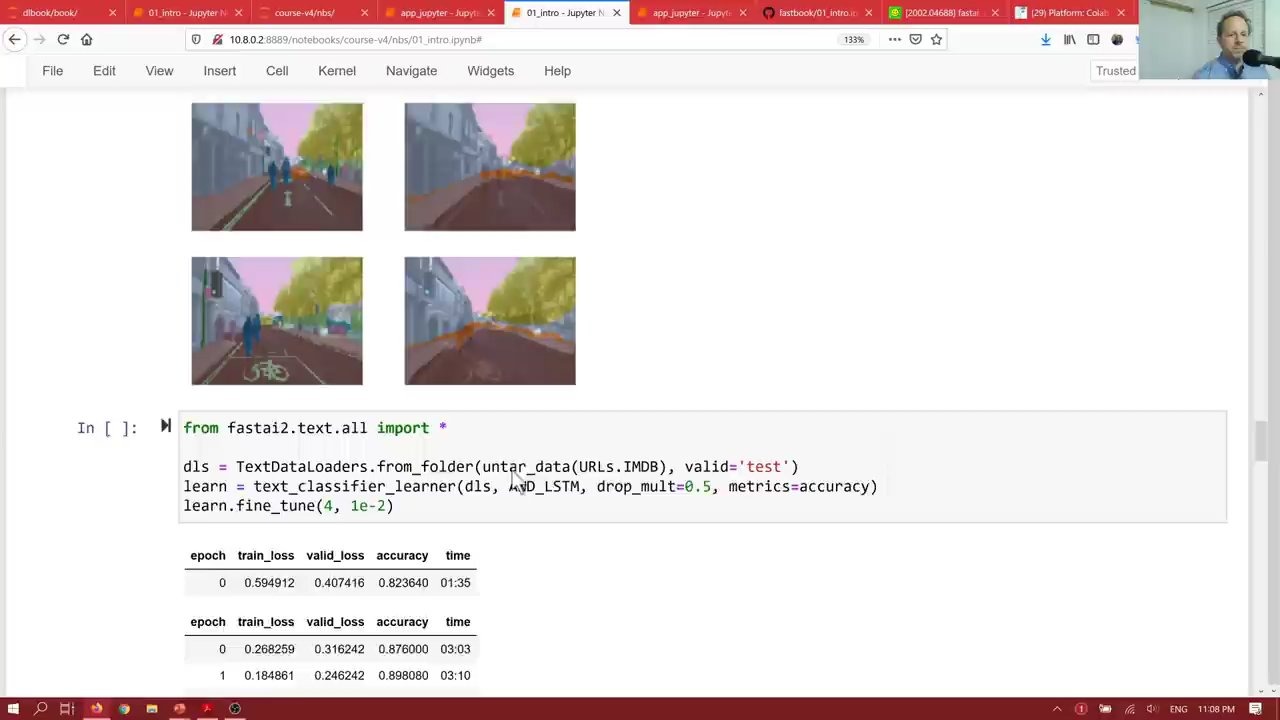 dlbook/book/
01_intro - Jupyter N
course-v4/nbs/
app_jupyter - Jupyte
01_intro - Jupyter N
app_jupyter - Jupyte
fastbook/01_intro.ip
[2002.04688] fastai
(29) Platform: Colab
10.8.0.2:8889/notebooks/course-v4/nbs/01_intro.ipynb#
133%
File Edit View Insert Cell Kernel Navigate Widgets Help
Trusted
In [ ]:
from fastai2.text.all import *
dls = TextDataLoaders.from_folder(untar_data(URLs.IMDB), valid='test')
learn = text_classifier_learner(dls, AWD_LSTM, drop_mult=0.5, metrics=accuracy)
learn.fine_tune(4, 1e-2)
epoch train_loss valid_loss accuracy time
0 0.594912 0.407416 0.823640 01:35
epoch train_loss valid_loss accuracy time
0 0.268259 0.316242 0.876000 03:03
1 0.184861 0.246242 0.898080 03:10
ENG 11:08 PM